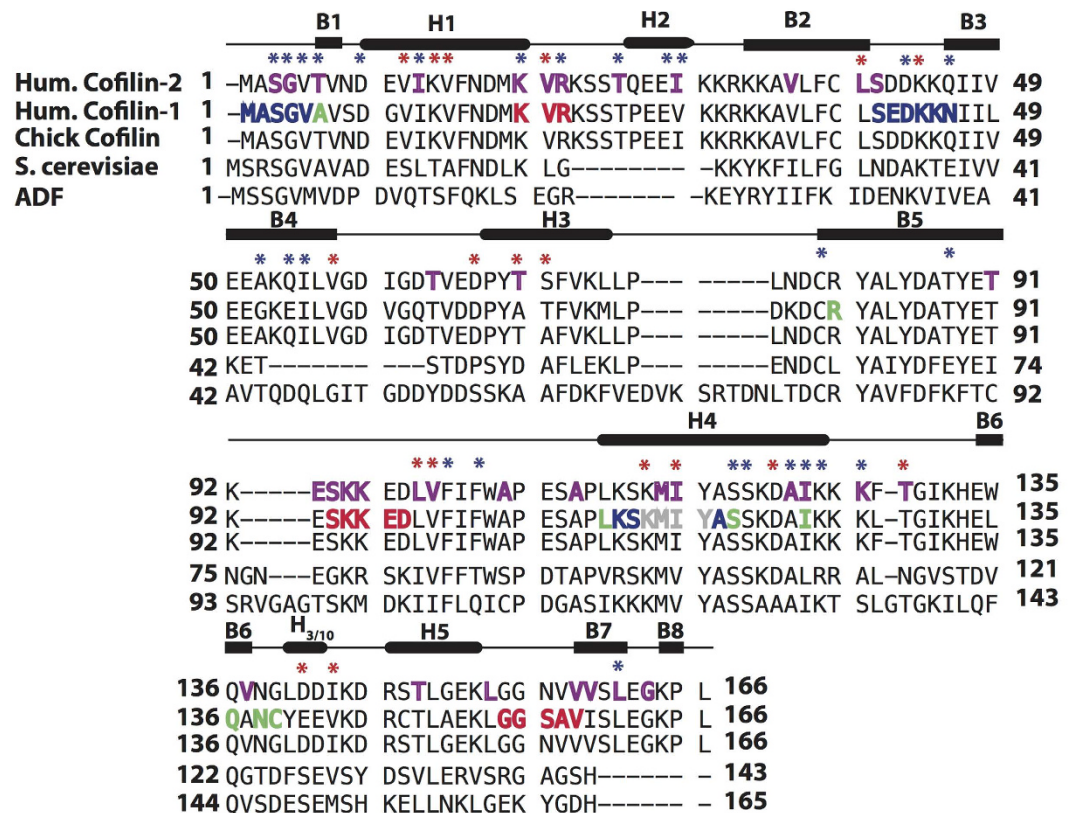 B1 H1 H2 B2 B3
** ** * ** ** ** * ** * ** *
Hum. Cofilin-2 1 –MASGVTVND EVIKVFNDMK VRKSSTQEEI KKRKKAVLFC LSDDKKQIIV 49
Hum. Cofilin-1 1 –MASGVAVSD GVIKVFNDMK VRKSSTPEEV KKRKKAVLFC LSEDKKNIIL 49
Chick Cofilin 1 –MASGVTVND EVIKVFNDMK VRKSSTPEEI KKRKKAVLFC LSDDKKQIIV 49
S. cerevisiae 1 –MSRSGVAVAD ESLTAFNDLK LG-------- -KKYKFILFG LNDAKTEIVV 41
ADF 1 –MSSGVMVDP DVQTSFQKLS EGR------- -KEYRYIIFK IDENKVIVEA 41
B4 H3 B5
* ** * * * * * *
50 EEAKQILVGD IGDTVEDPYT SFVKLLP--- ------LNDCR YALYDATYET 91
50 EEGKEILVGD VGQTVDDPYA TFVKMLP--- ------DKDCR YALYDATYET 91
50 EEAKQILVGD IGDTVEDPYT SFVKLLP--- ------LNDCR YALYDATYET 91
42 KET------- ---STDPSYD AFLEKLP--- ------ENDCL YAIYDFEYEI 74
42 AVTQDQLGIT GDDYDDSSKA AFDKFVEDVK SRTDNLTDCR YAVFDFKFTC 92
H4 B6
*** * * * ** **** * *
92 K-----ESKK EDLVFIFWAP ESAPLKSKMI YASSKDAIKK KF–TGIKHEW 135
92 K-----ESKK EDLVFIFWAP ESAPLKSKMI YASSKDAIKK KL–TGIKHEL 135
92 K-----ESKK EDLVFIFWAP ESAPLKSKMI YASSKDAIKK KF–TGIKHEW 135
75 NGN---EGKR SKIVFFTWSP DTAPVRSKMV YASSKDALRR AL–NGVSTDV 121
93 SRVGAGTSKM DKIIFLQICP DGASIKKKMV YASSAAAIKT SLGTGKILQF 143
B6 H3/10 H5 B7 B8
* * *
136 QVNGLDDIKD RSTLGEKLGG NVVVSLEGKP L 166
136 QANCYEEVKD RCTLAEKLGG SAVISLEGKP L 166
136 QVNGLDDIKD RSTLGEKLGG NVVVSLEGKP L 166
122 QGTDFSEVSY DSVLERVSRG AGSH------ – 143
144 QVSDESEMSH KELLNKLGEK YGDH------ – 165